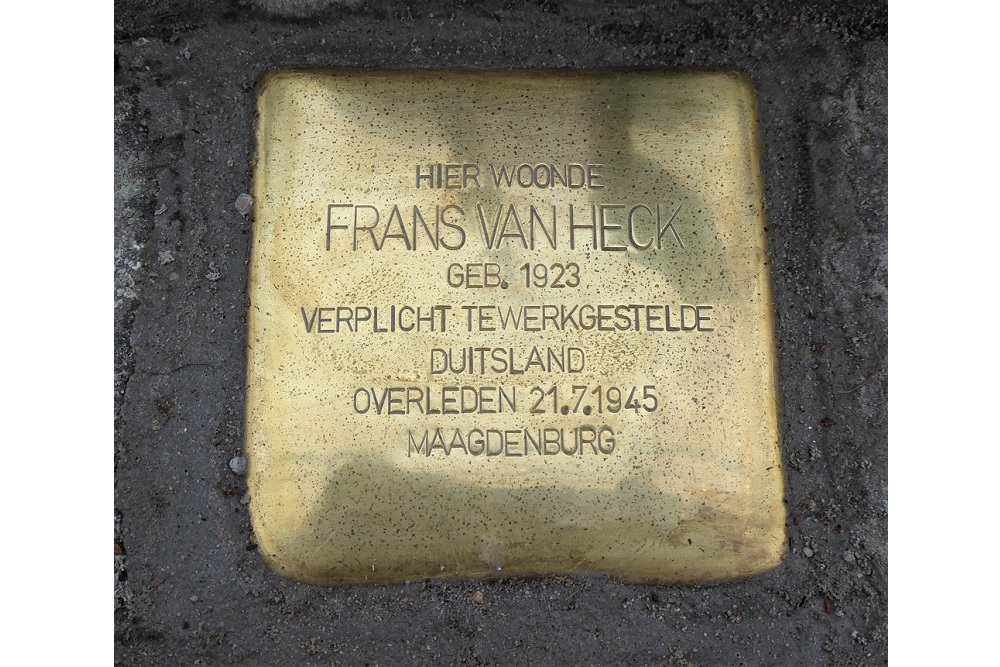 HIER WOONDE
FRANS VAN HECK
GEB. 1923
VERPLICHT TEWERKGESTELDE
DUITSLAND
OVERLEDEN 21.7.1945
MAAGDENBURG